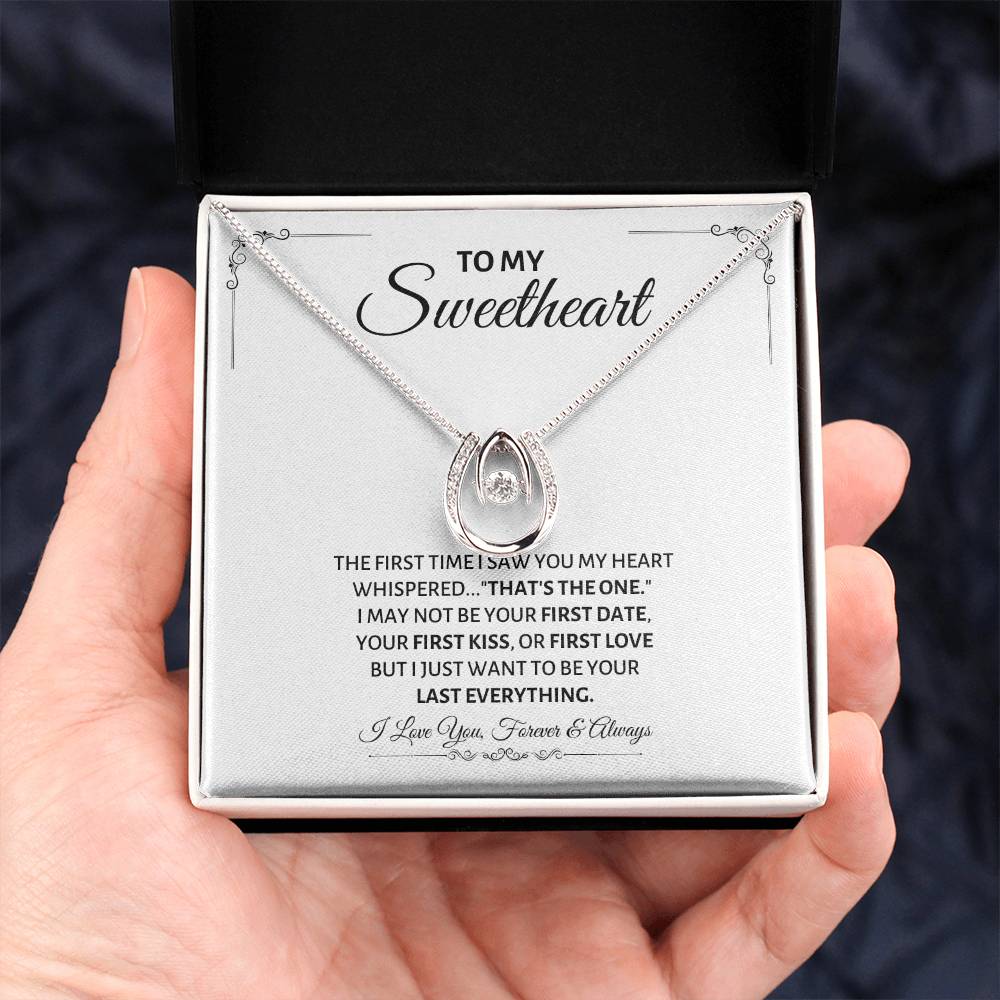 TO MY
Sweetheart
THE FIRST TIME I SAW YOU MY HEART
WHISPERED..."THAT'S THE ONE."
I MAY NOT BE YOUR FIRST DATE,
YOUR FIRST KISS, OR FIRST LOVE
BUT I JUST WANT TO BE YOUR
LAST EVERYTHING.
I Love You, Forever & Always